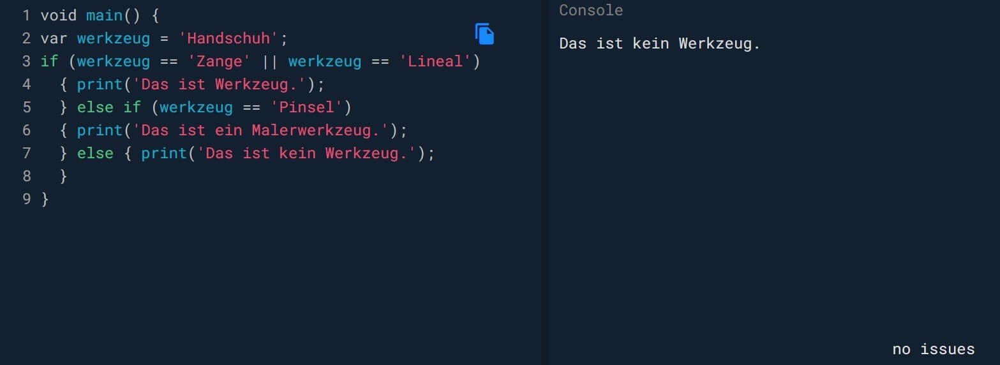 1 void main() {
2 var werkzeug = 'Handschuh';
3 if (werkzeug == 'Zange' || werkzeug == 'Lineal')
4   { print('Das ist Werkzeug.');
5   } else if (werkzeug == 'Pinsel')
6   { print('Das ist ein Malerwerkzeug.');
7   } else { print('Das ist kein Werkzeug.');
8   }
9 }
Console
Das ist kein Werkzeug.
no issues